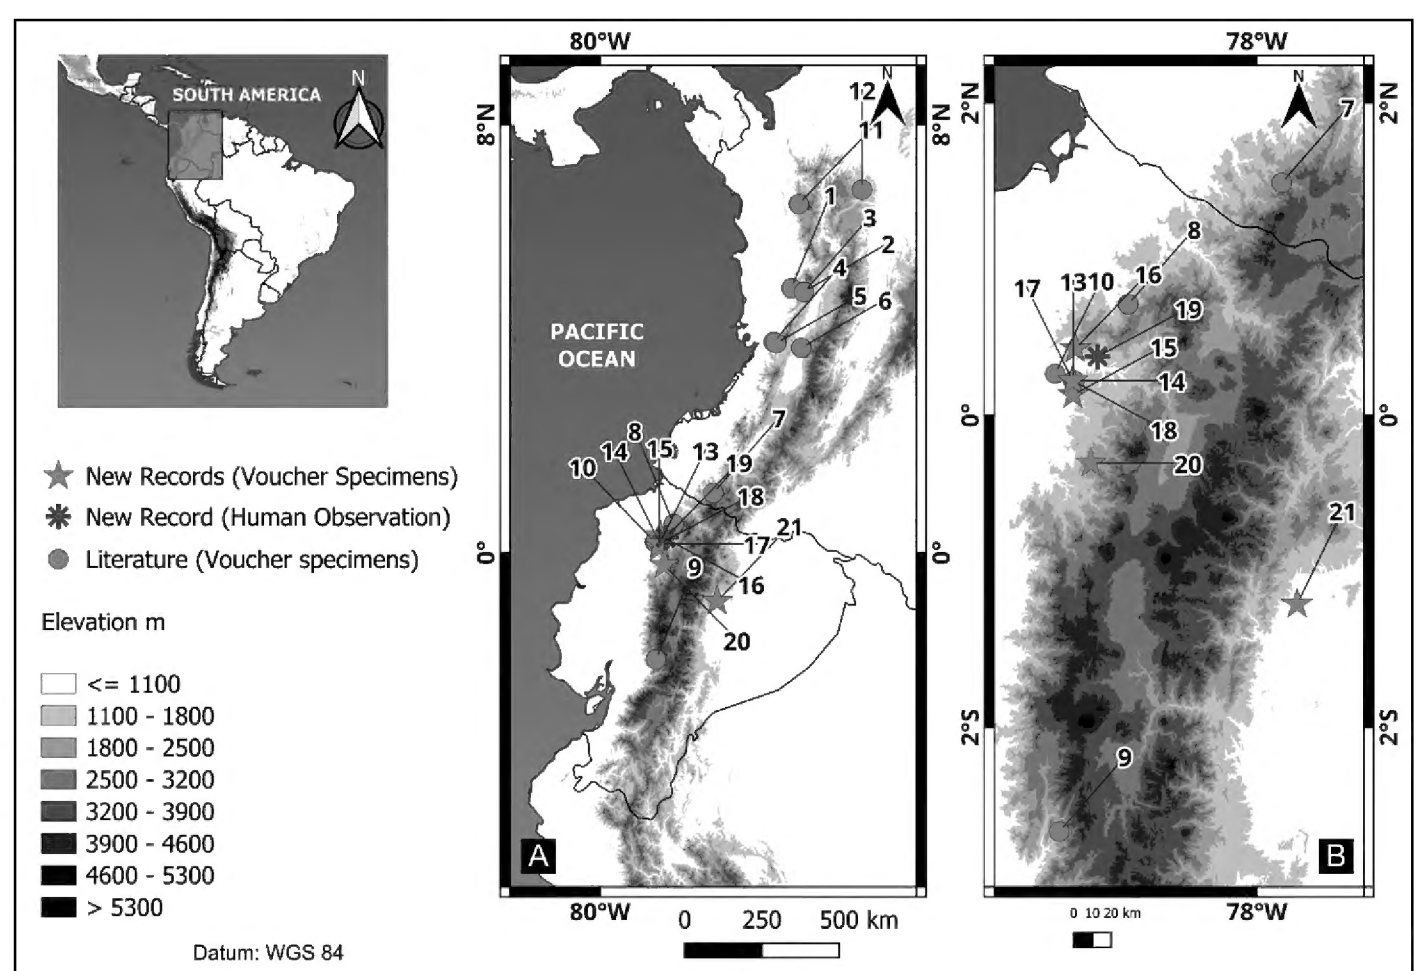 SOUTH AMERICA
N
New Records (Voucher Specimens)
New Record (Human Observation)
Literature (Voucher specimens)
Elevation m
<= 1100
1100 - 1800
1800 - 2500
2500 - 3200
3200 - 3900
3900 - 4600
4600 - 5300
> 5300
Datum: WGS 84
80°W
8°N
8°N
N
12
11
1
3
2
4
5
6
PACIFIC
OCEAN
7
8
14
15
13
10
19
18
0°
0°
21
17
9
16
20
A
80°W
0 250 500 km
78°W
2°N
2°N
N
7
8
16
17
13
10
19
15
14
0°
0°
18
20
21
2°S
2°S
9
B
78°W
0 10 20 km